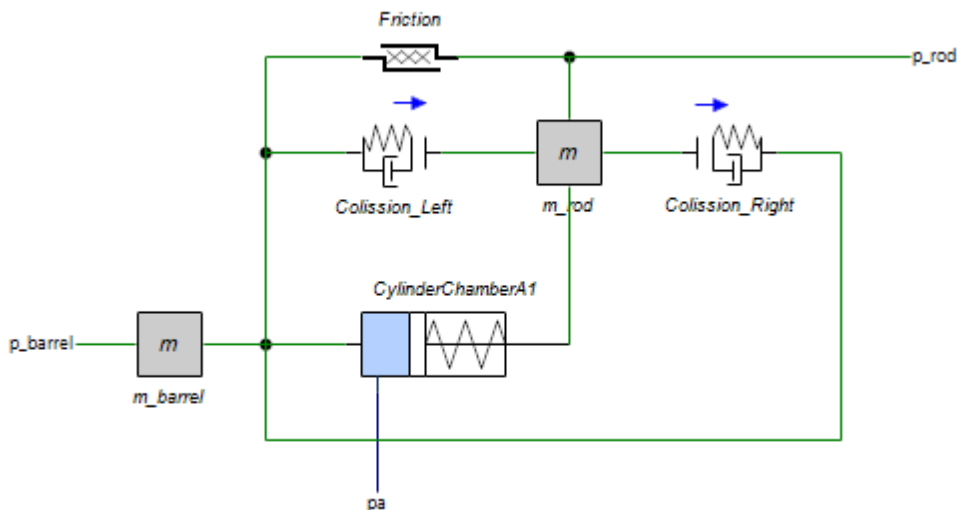 Friction
p_rod
m
Colission_Left
m_rod
Colission_Right
CylinderChamberA1
p_barrel
m
m_barrel
pa